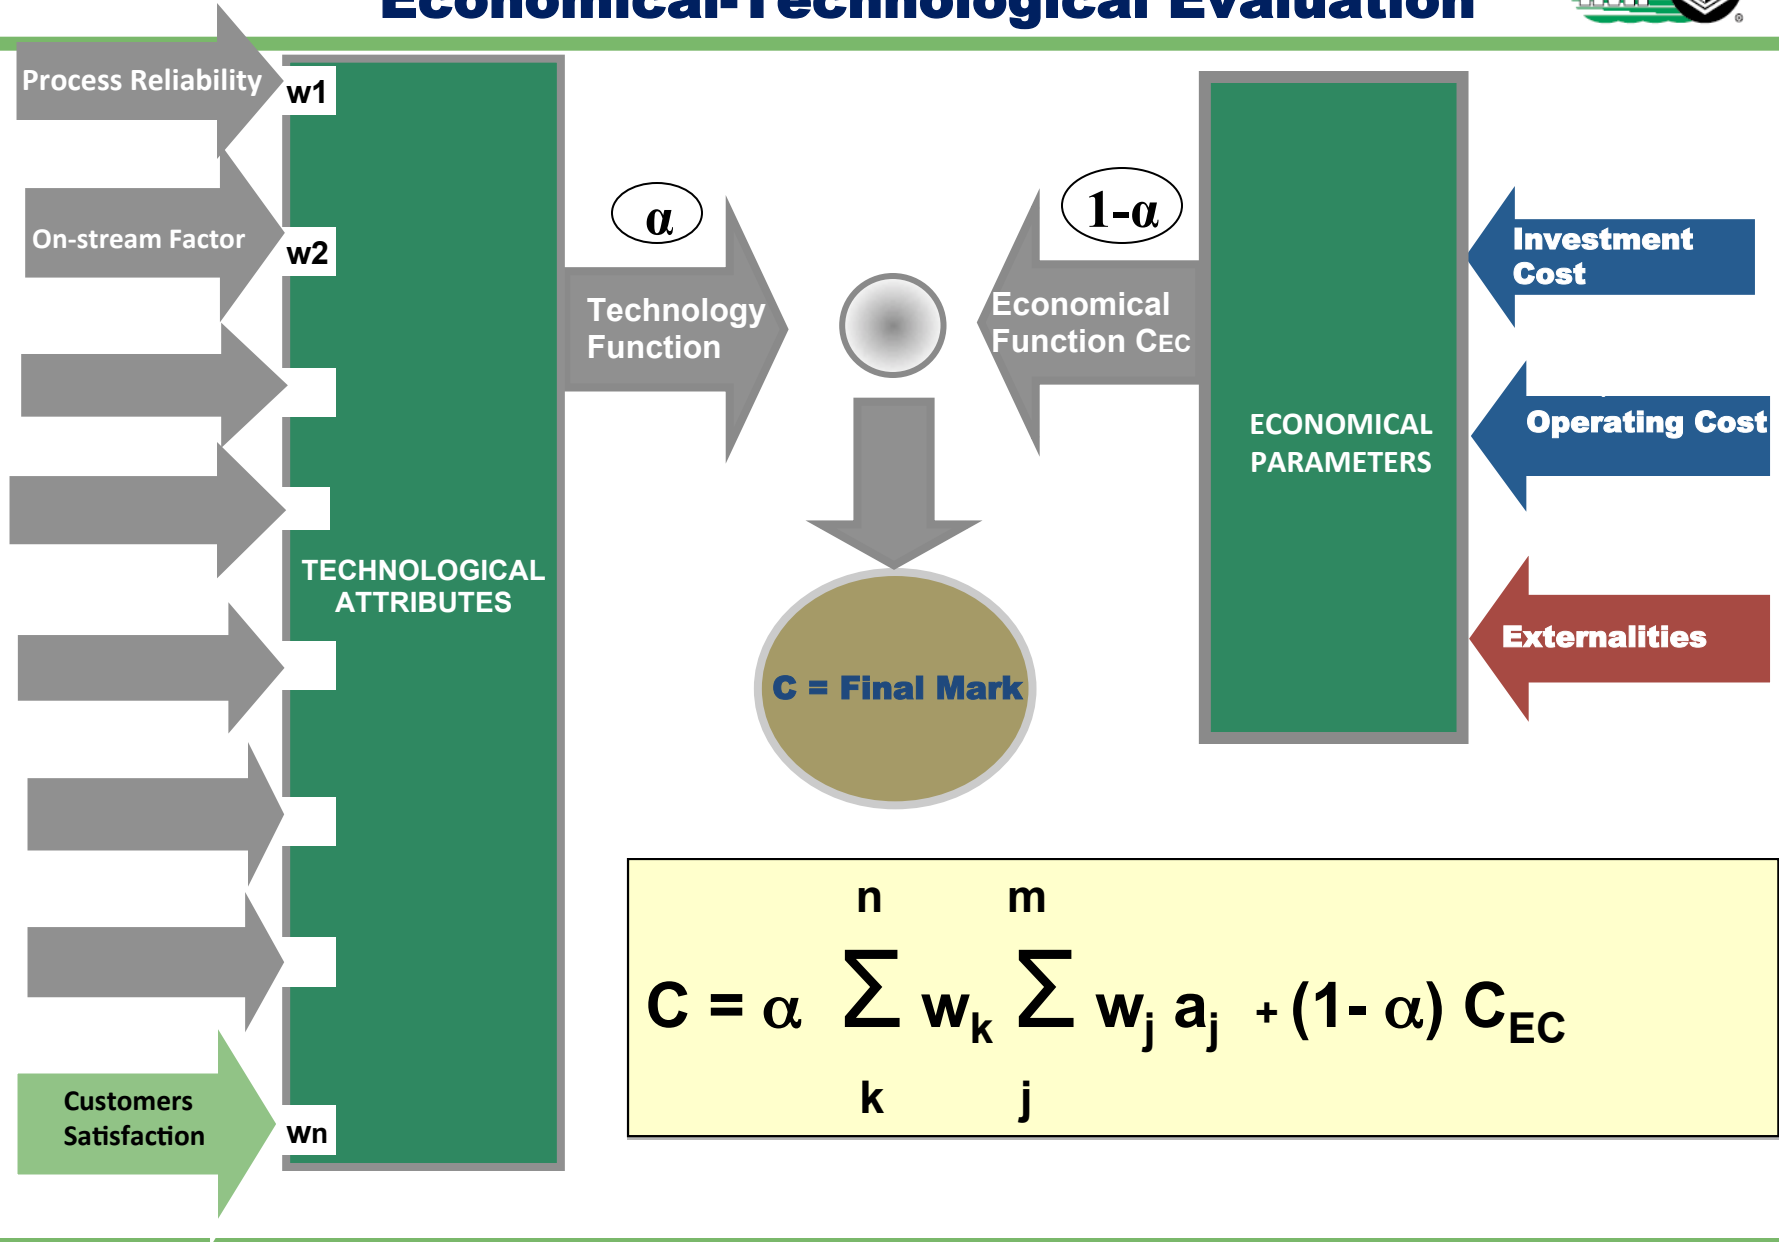 Economical-Technological Evaluation
Process Reliability
w1
On-stream Factor
w2
TECHNOLOGICAL
ATTRIBUTES
Customers
Satisfaction
wn
α
Technology
Function
1-α
Economical
Function CEC
ECONOMICAL
PARAMETERS
Investment
Cost
Operating Cost
Externalities
C = Final Mark
n m
C = α Σ wk Σ wj aj + (1- α) CEC
k j